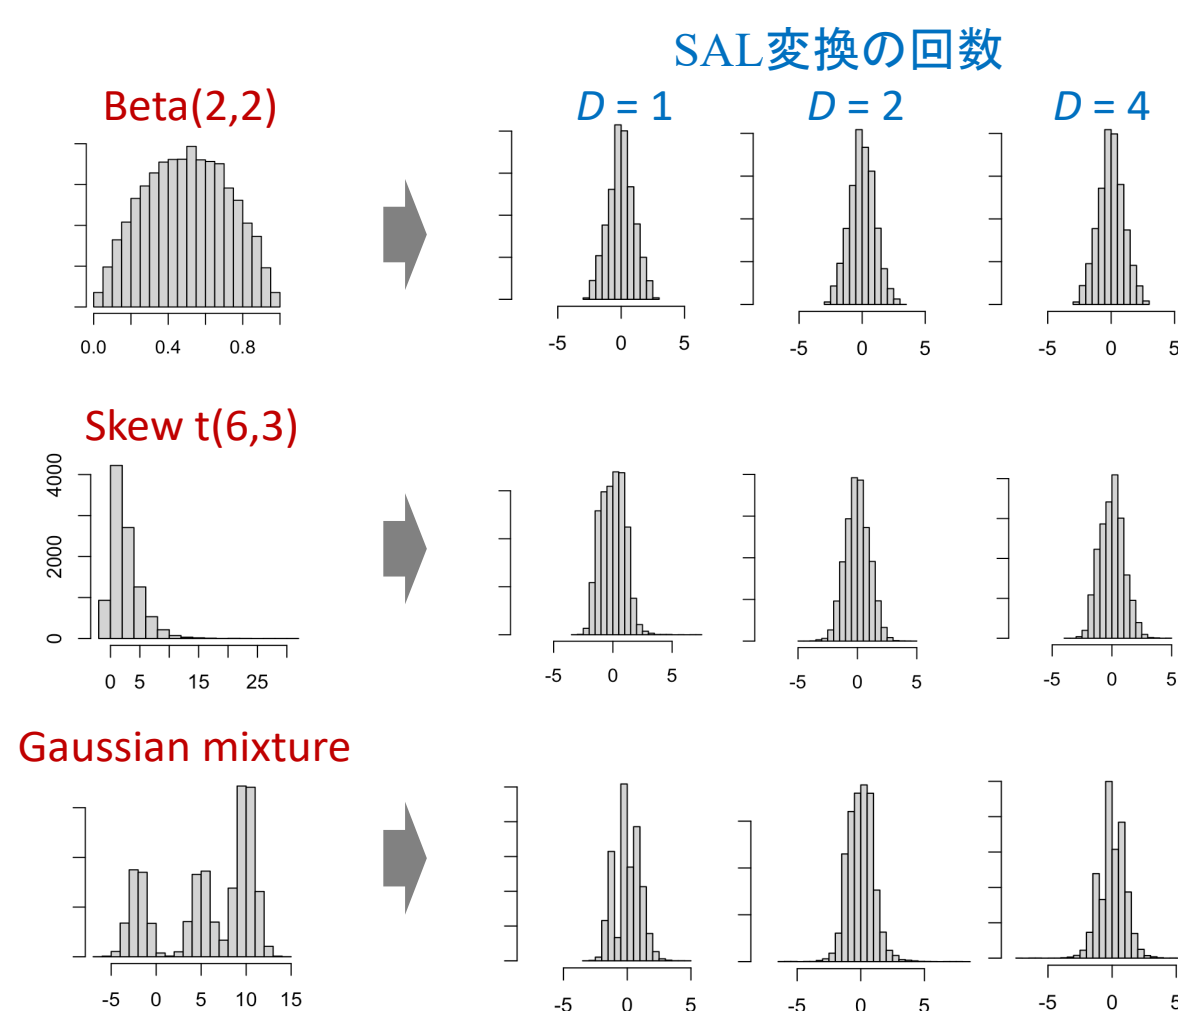 SAL変換の回数
Beta(2,2)
D = 1
D = 2
D = 4
0.0 0.4 0.8
-5 0 5
-5 0 5
-5 0 5
Skew t(6,3)
4000
2000
0
0 5 15 25
-5 0 5
-5 0 5
-5 0 5
Gaussian mixture
-5 0 5 10 15
-5 0 5
-5 0 5
-5 0 5